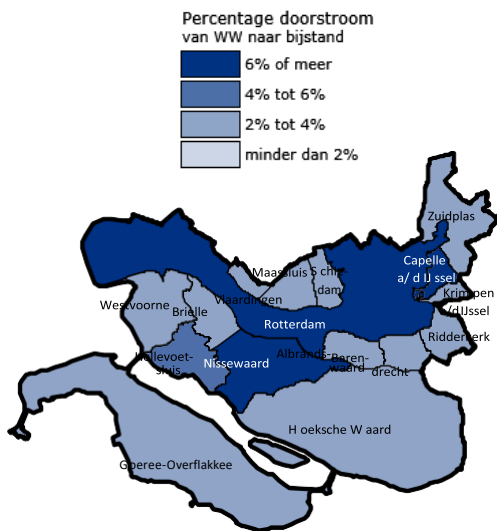 Percentage doorstroom
van WW naar bijstand
6% of meer
4% tot 6%
2% tot 4%
minder dan 2%
Zuidplas
Capelle
a/ d IJ ssel
Maassluis
S chie-
dam
Krimpen
a/d IJssel
Vlaardingen
Westvoorne
Brielle
Rotterdam
Ridderkerk
Hellevoet-
sluis
Nissewaard
Albrands-
waard
Baren-
drecht
H oeksche W aard
Goeree-Overflakkee